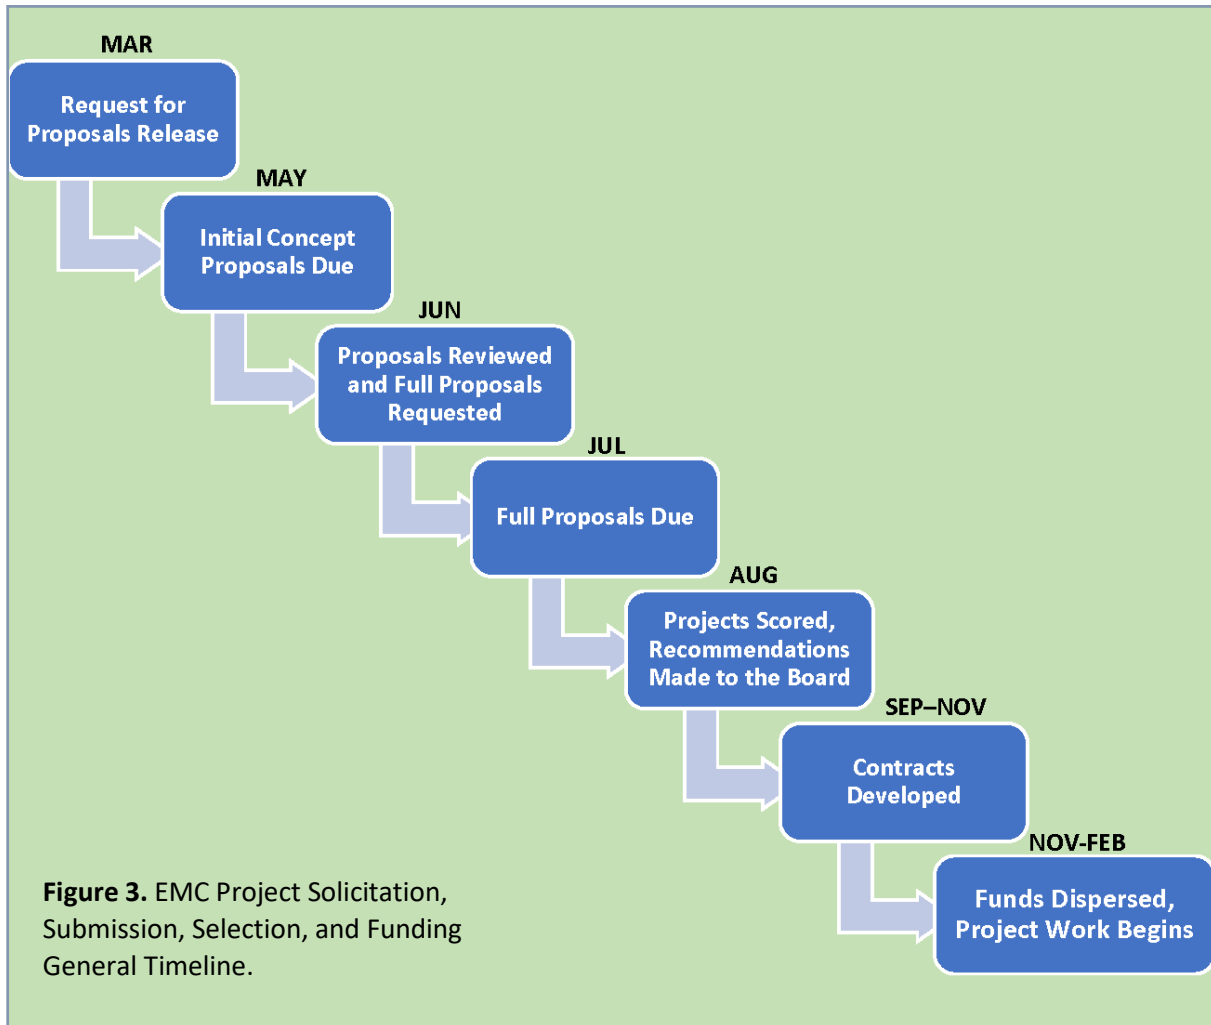 MAR
Request for
Proposals Release
MAY
Initial Concept
Proposals Due
JUN
Proposals Reviewed
and Full Proposals
Requested
JUL
Full Proposals Due
AUG
Projects Scored,
Recommendations
Made to the Board
SEP–NOV
Contracts
Developed
NOV-FEB
Funds Dispersed,
Project Work Begins
Figure 3. EMC Project Solicitation,
Submission, Selection, and Funding
General Timeline.